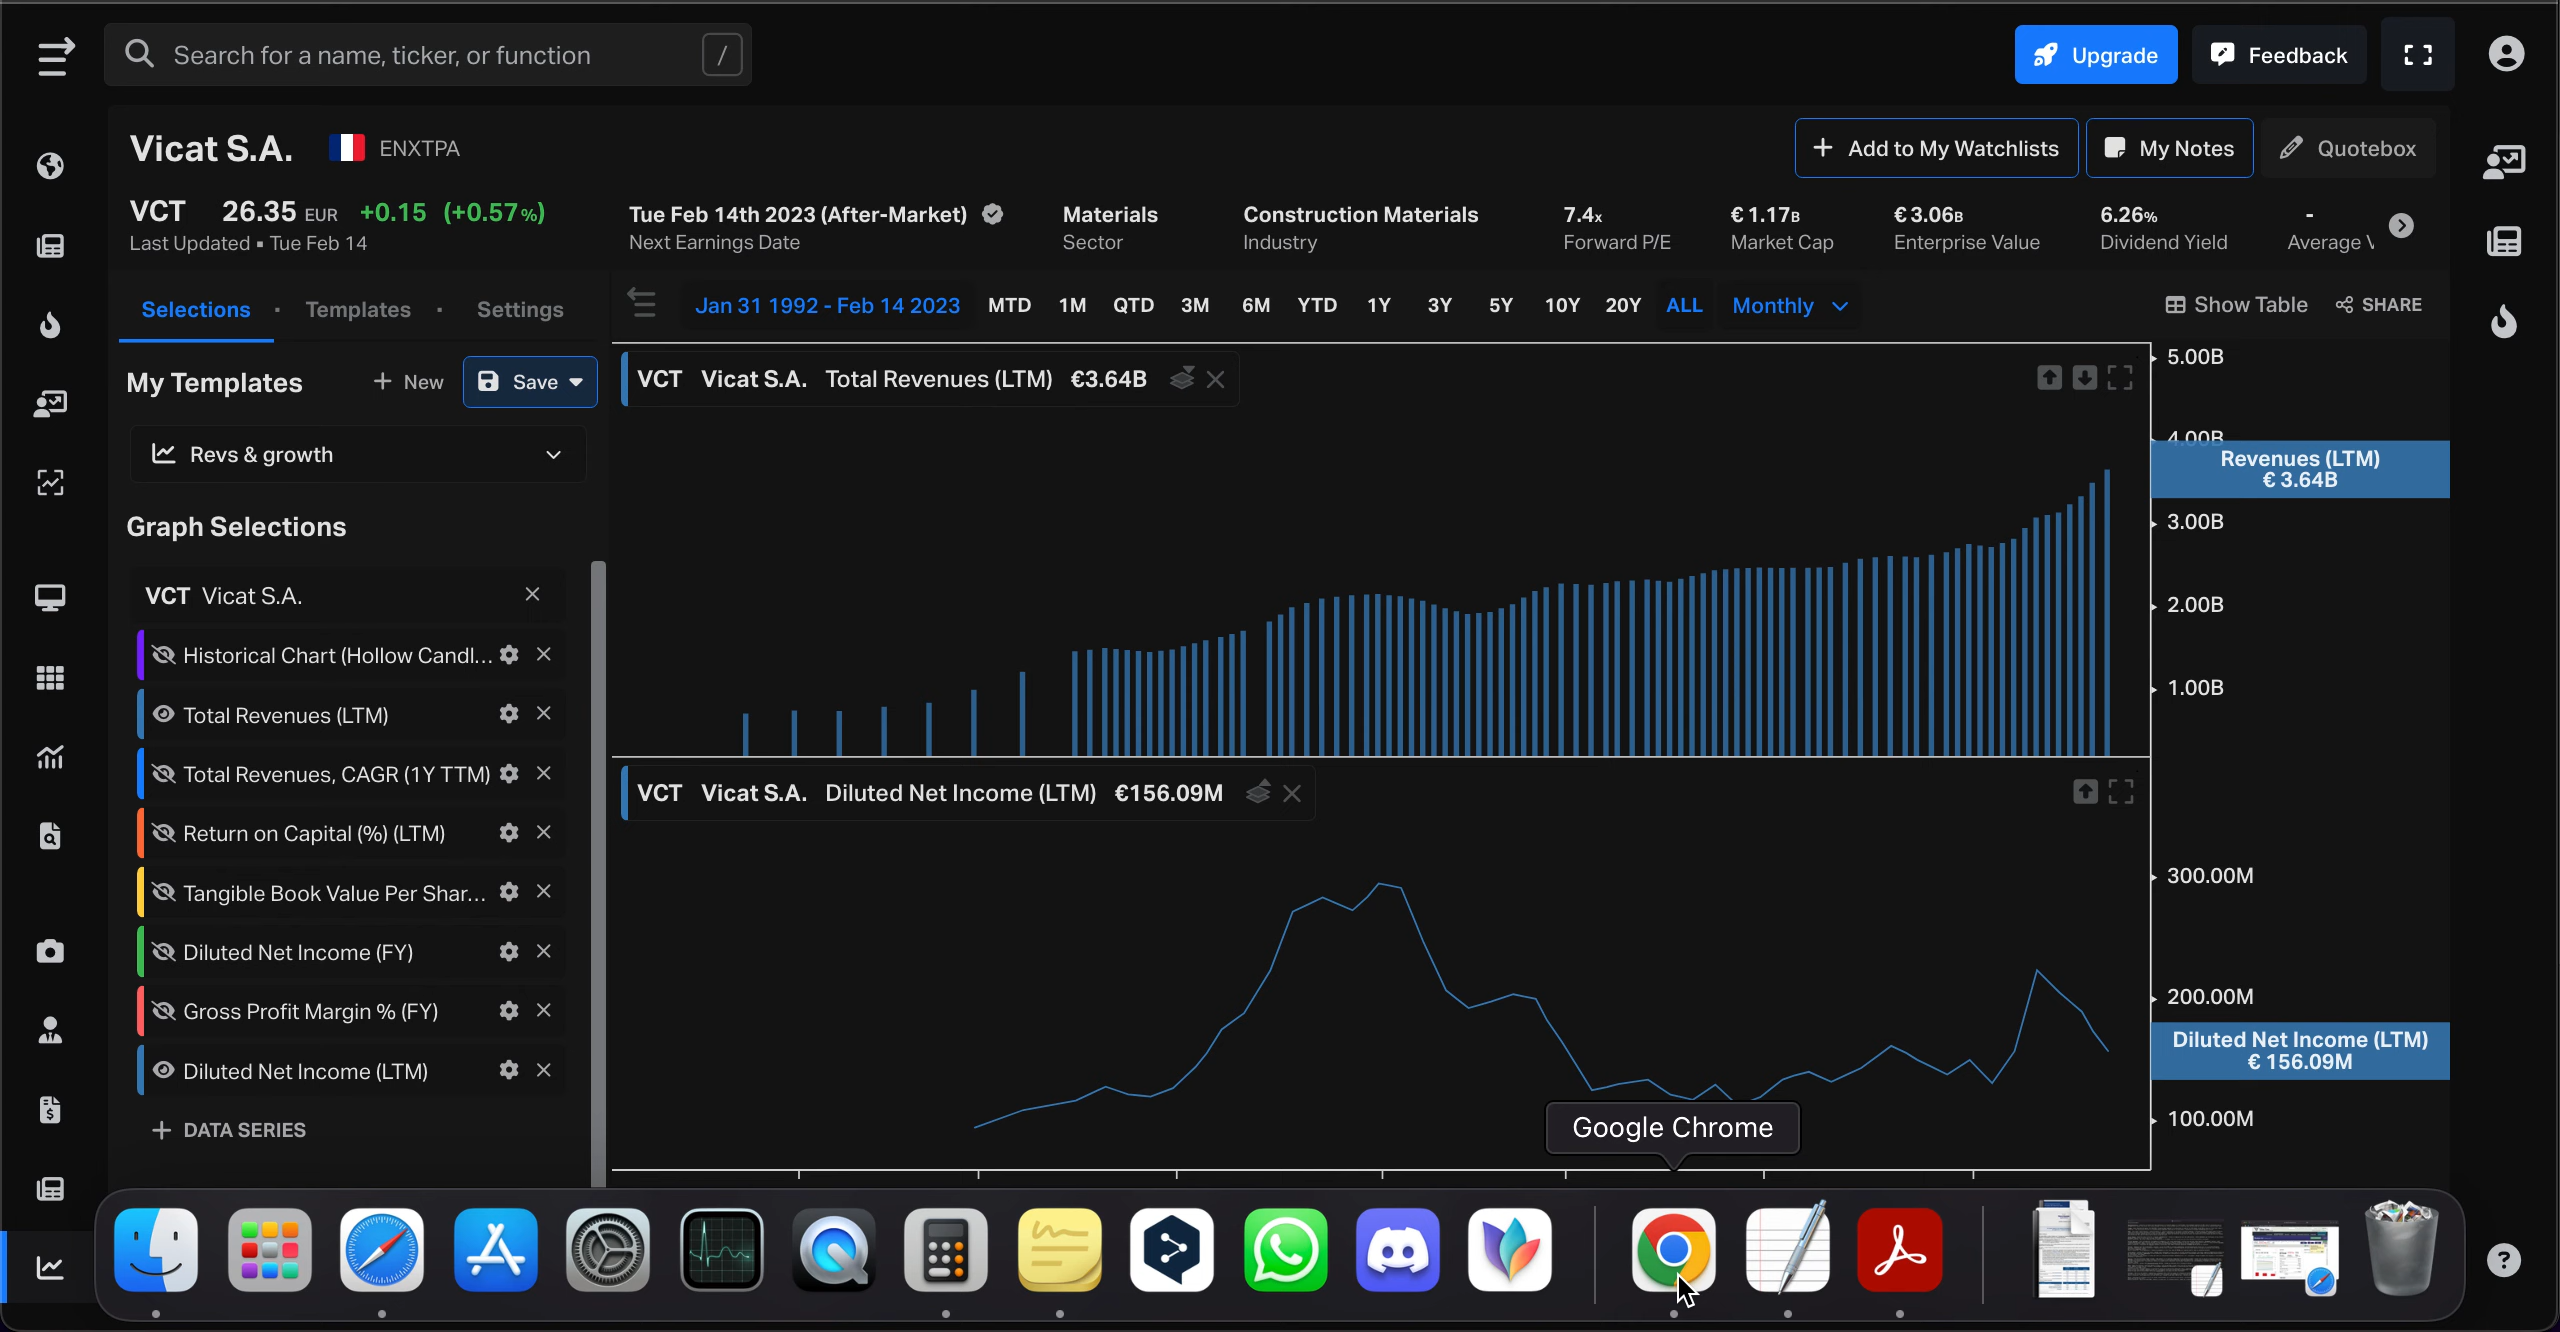 Search for a name, ticker, or function /
Upgrade
Feedback
Vicat S.A. ENXTPA
+ Add to My Watchlists
My Notes
Quotebox
VCT 26.35 EUR +0.15 (+0.57%)
Last Updated ▪ Tue Feb 14
Tue Feb 14th 2023 (After-Market)
Next Earnings Date
Materials
Sector
Construction Materials
Industry
7.4x
Forward P/E
€ 1.17B
Market Cap
€ 3.06B
Enterprise Value
6.26%
Dividend Yield
-
Average
Selections · Templates · Settings
Jan 31 1992 - Feb 14 2023 MTD 1M QTD 3M 6M YTD 1Y 3Y 5Y 10Y 20Y ALL Monthly
Show Table SHARE
My Templates + New Save
Revs & growth
Graph Selections
VCT Vicat S.A.
Historical Chart (Hollow Candl...
Total Revenues (LTM)
Total Revenues, CAGR (1Y TTM)
Return on Capital (%) (LTM)
Tangible Book Value Per Shar...
Diluted Net Income (FY)
Gross Profit Margin % (FY)
Diluted Net Income (LTM)
+ DATA SERIES
VCT Vicat S.A. Total Revenues (LTM) €3.64B
5.00B
4.00B
Revenues (LTM)
€ 3.64B
3.00B
2.00B
1.00B
VCT Vicat S.A. Diluted Net Income (LTM) €156.09M
300.00M
200.00M
Diluted Net Income (LTM)
€ 156.09M
100.00M
Google Chrome
?